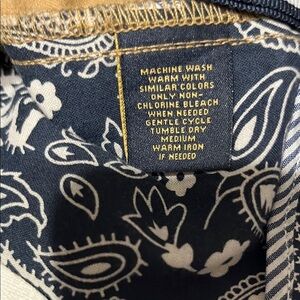 MACHINE WASH
WARM WITH
SIMILAR COLORS
ONLY NON-
CHLORINE BLEACH
WHEN NEEDED
GENTLE CYCLE
TUMBLE DRY
MEDIUM
WARM IRON
IF NEEDED